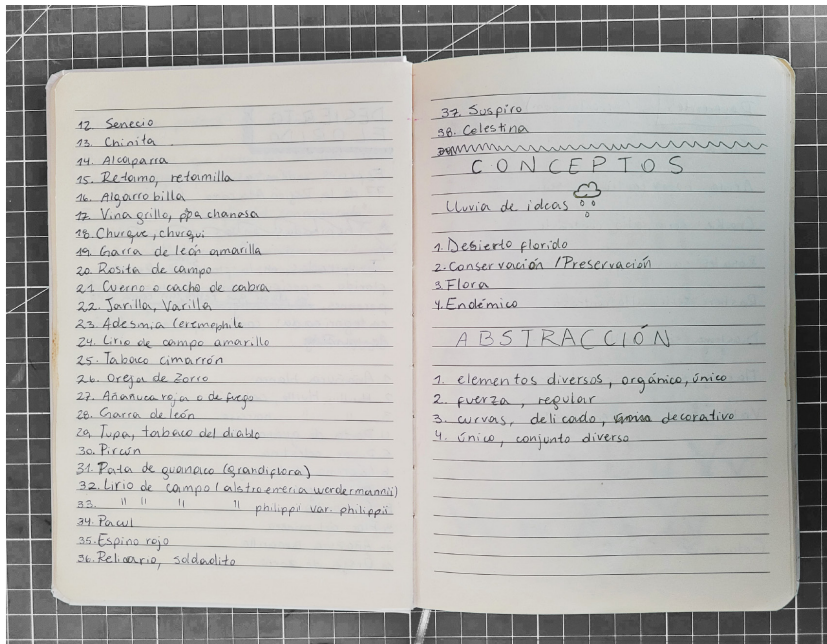 12. Senecio
13. Chinita
14. Alcaparra
15. Retamo, retamilla
16. Algarrobilla
17. Vinagrillo, ppa chanosa
18. Churque, churqui
19. Garra de león amarilla
20. Rosita de campo
21. Cuerno o cacho de cabra
22. Jarilla, Varilla
23. Adesmia
24. Lirio de campo amarillo
25. Tabaco cimarrón
26. Oreja de Zorro
27. Añañuca roja o de fuego
28. Garra de león
29. Tupa, tabaco del diablo
30. Pircún
31. Pata de guanaco (grandiflora)
32. Lirio de campo (alstroemeria werdermannii)
33. " " " " philippii var. philippii
34. Pacul
35. Espino rojo
36. Relicario, soldadito
37. Suspiro
38. Celestina
CONCEPTOS
Lluvia de ideas
1. Desierto florido
2. Conservación / Preservación
3. Flora
4. Endémico
ABSTRACCIÓN
1. elementos diversos, orgánico, único
2. fuerza, regular
3. curvas, delicado, decorativo
4. único, conjunto diverso